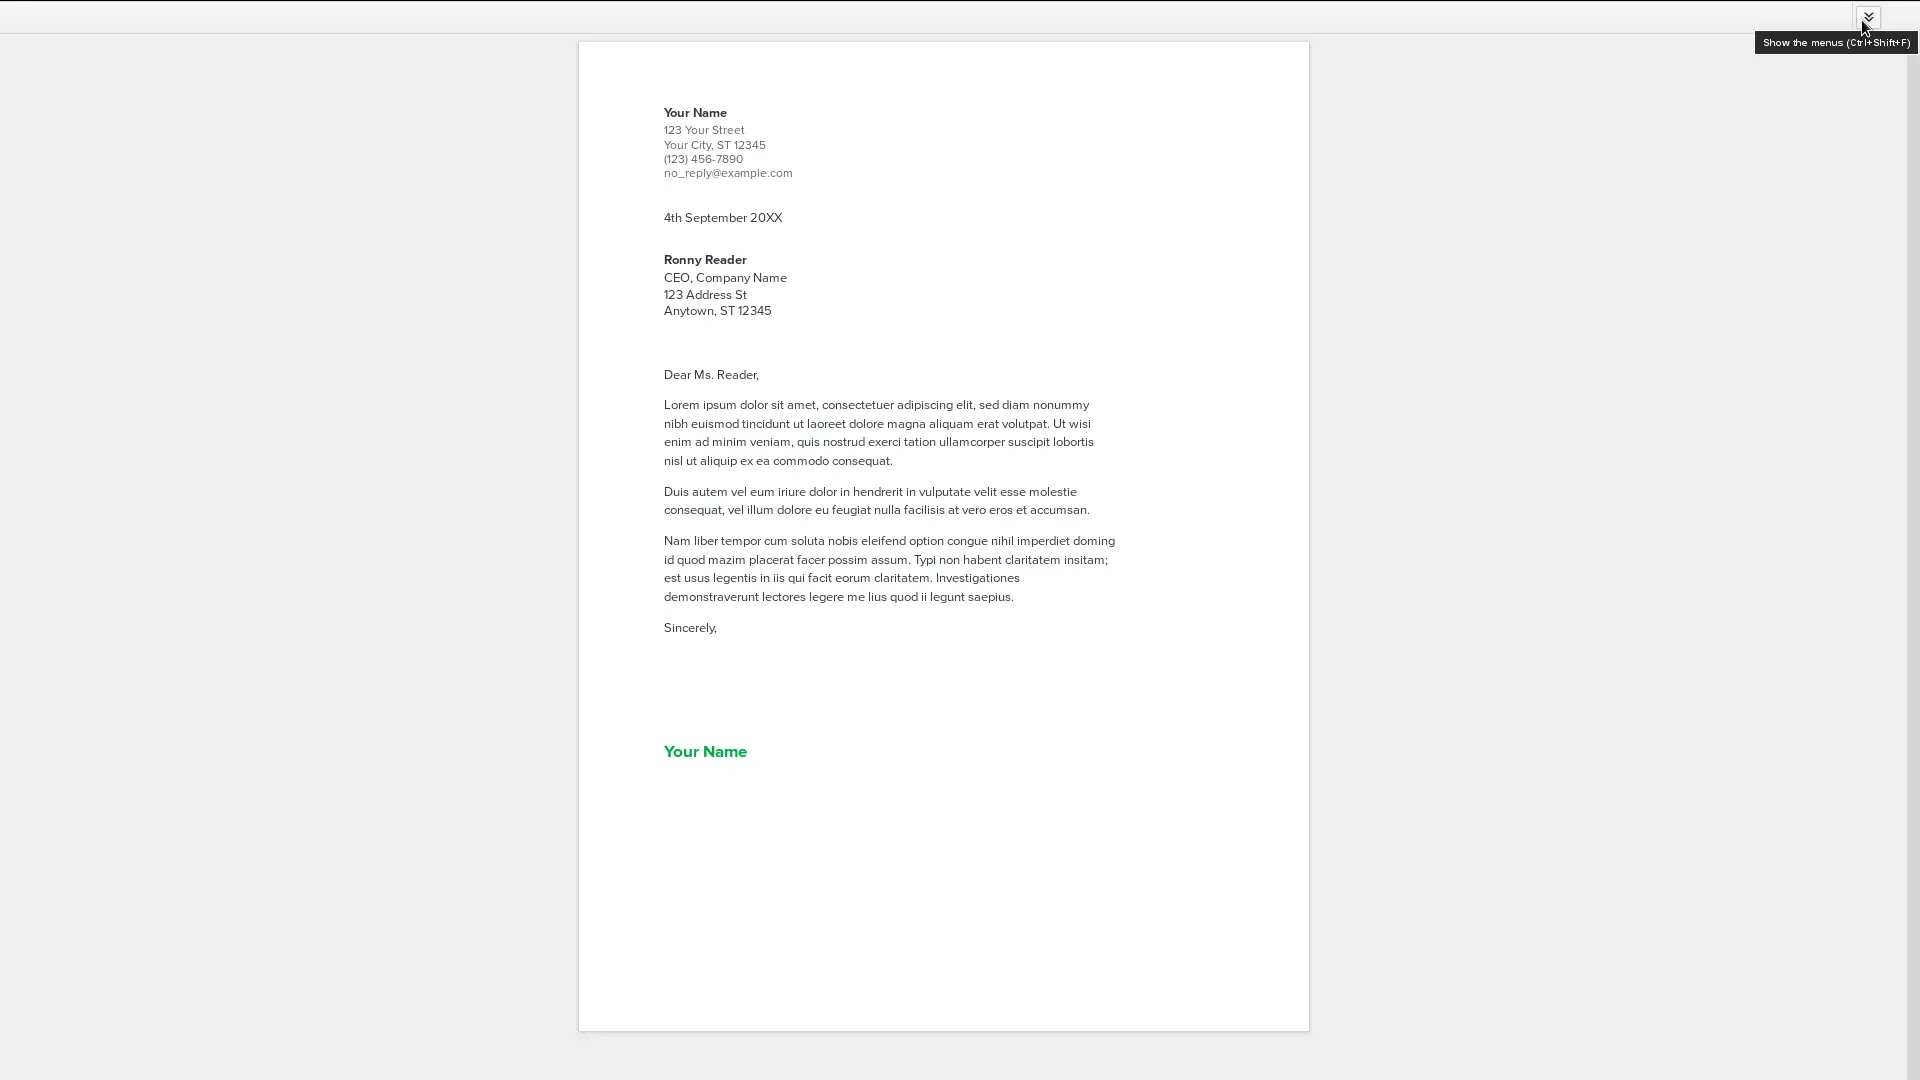 Show the menus (Ctrl+Shift+F)
Your Name
123 Your Street
Your City, ST 12345
(123) 456-7890
no_reply@example.com
4th September 20XX
Ronny Reader
CEO, Company Name
123 Address St
Anytown, ST 12345
Dear Ms. Reader,
Lorem ipsum dolor sit amet, consectetuer adipiscing elit, sed diam nonummy
nibh euismod tincidunt ut laoreet dolore magna aliquam erat volutpat. Ut wisi
enim ad minim veniam, quis nostrud exerci tation ullamcorper suscipit lobortis
nisl ut aliquip ex ea commodo consequat.
Duis autem vel eum iriure dolor in hendrerit in vulputate velit esse molestie
consequat, vel illum dolore eu feugiat nulla facilisis at vero eros et accumsan.
Nam liber tempor cum soluta nobis eleifend option congue nihil imperdiet doming
id quod mazim placerat facer possim assum. Typi non habent claritatem insitam;
est usus legentis in iis qui facit eorum claritatem. Investigationes
demonstraverunt lectores legere me lius quod ii legunt saepius.
Sincerely,
Your Name